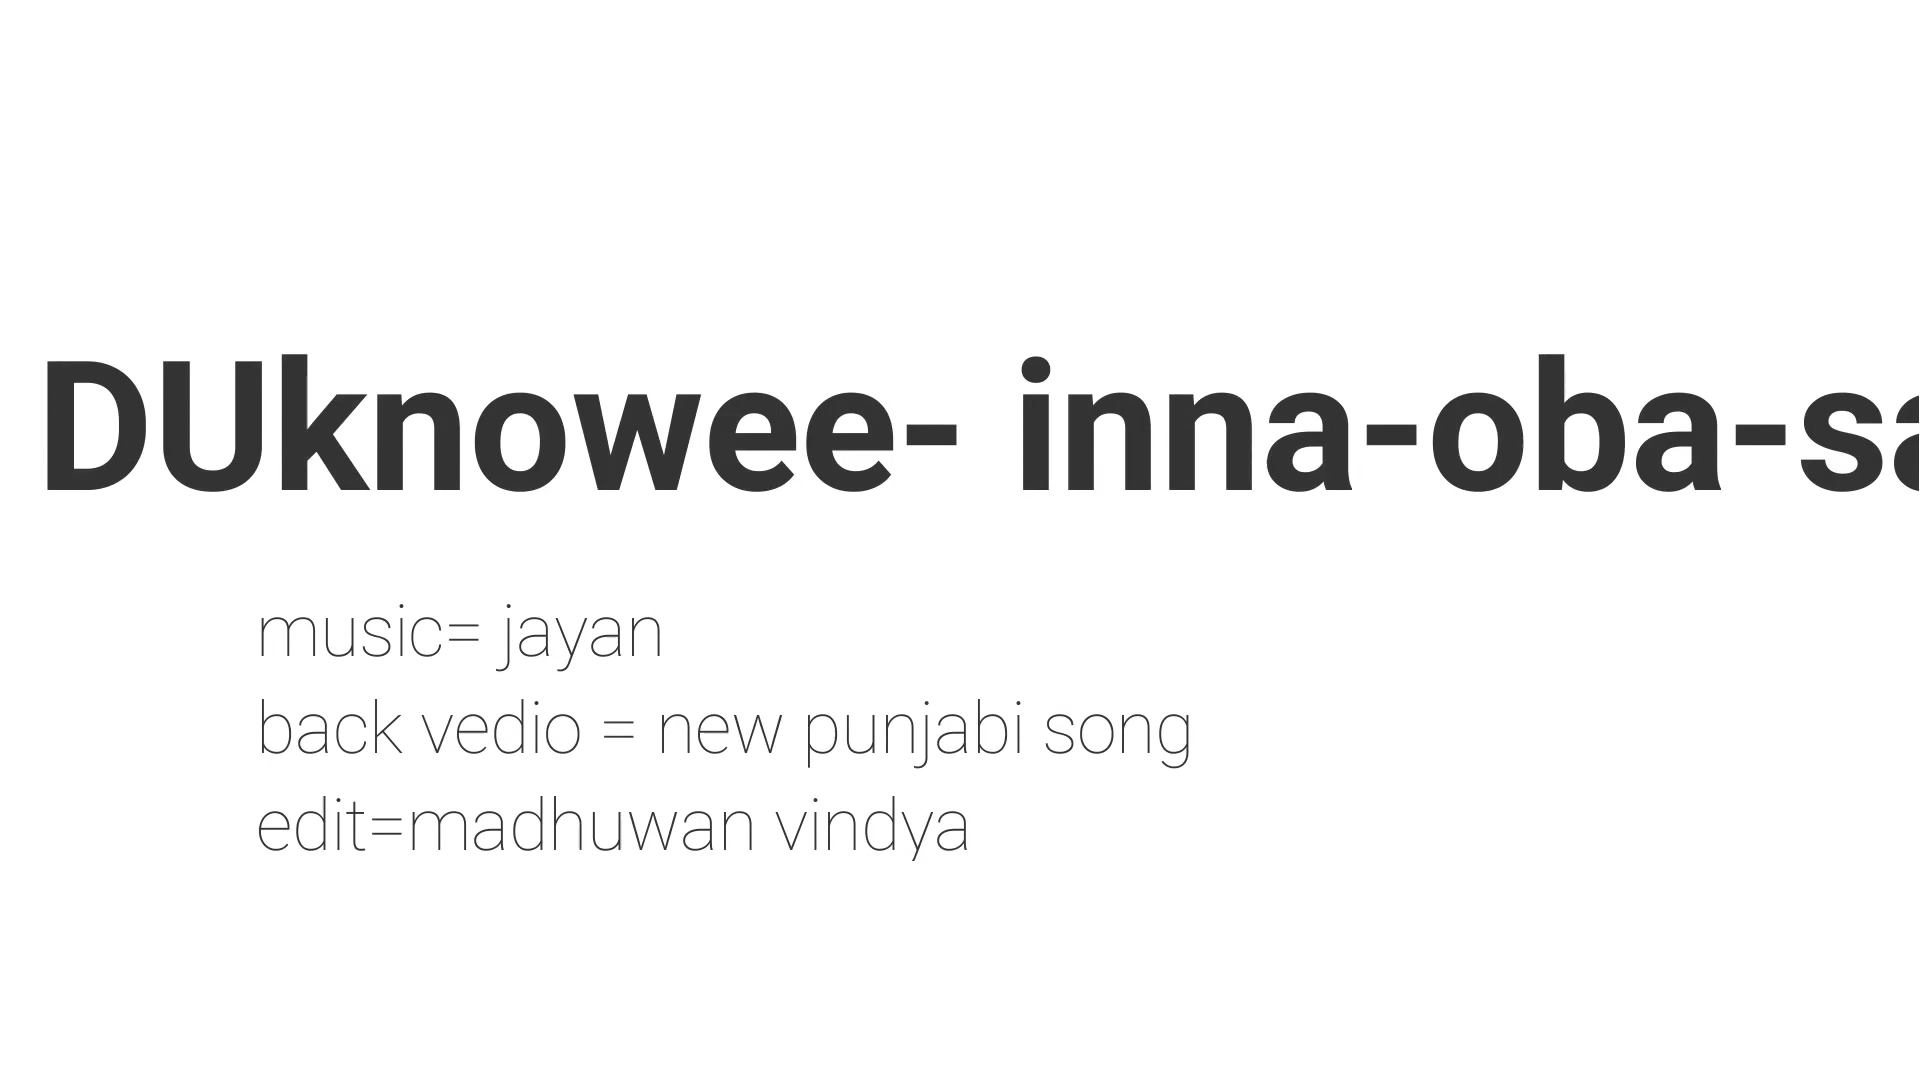 DUknowee- inna-oba-sa
music= jayan
back vedio = new punjabi song
edit=madhuwan vindya